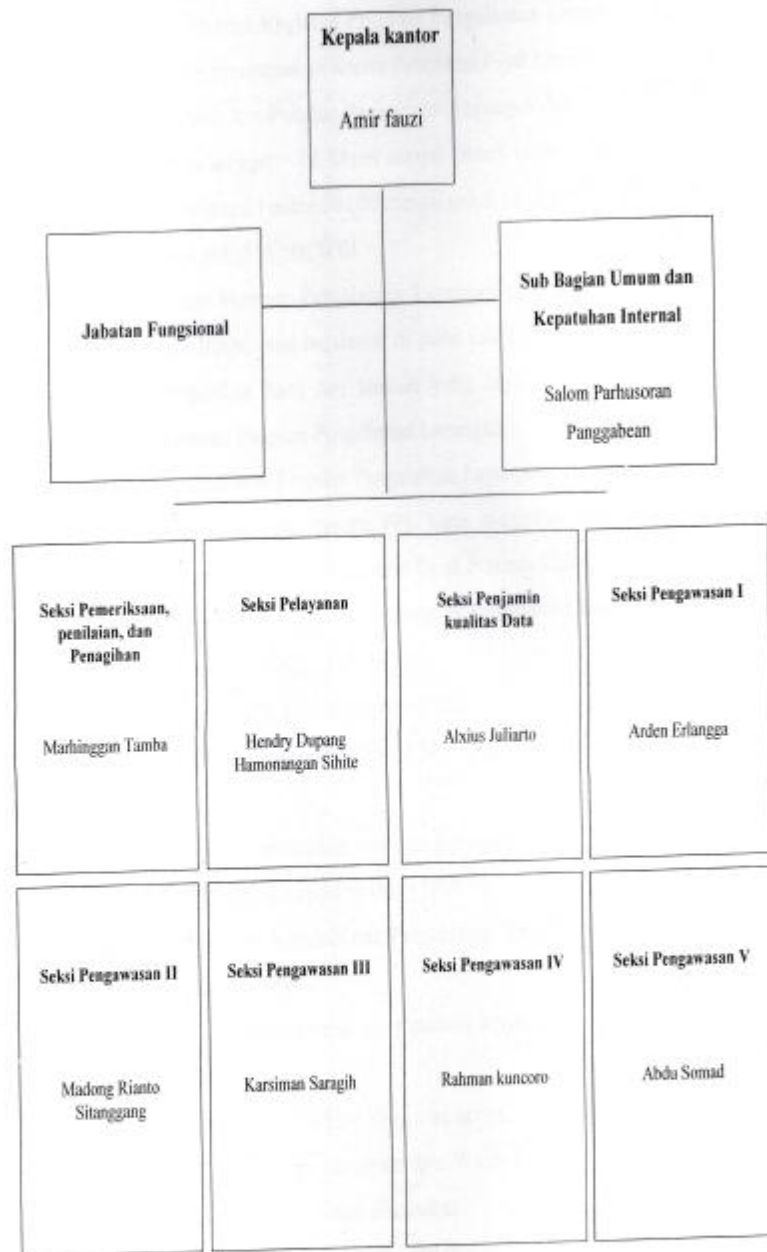 Kepala kantor
Amir fauzi
Jabatan Fungsional
Sub Bagian Umum dan
Kepatuhan Internal
Salom Parhusoran
Panggabean
Seksi Pemeriksaan,
penilaian, dan
Penagihan
Marhinggan Tamba
Seksi Pelayanan
Hendry Dupang
Hamonangan Sihite
Seksi Penjamin
kualitas Data
Alxius Juliarto
Seksi Pengawasan I
Arden Erlangga
Seksi Pengawasan II
Madong Rianto
Sitanggang
Seksi Pengawasan III
Karsiman Saragih
Seksi Pengawasan IV
Rahman kuncoro
Seksi Pengawasan V
Abdu Somad